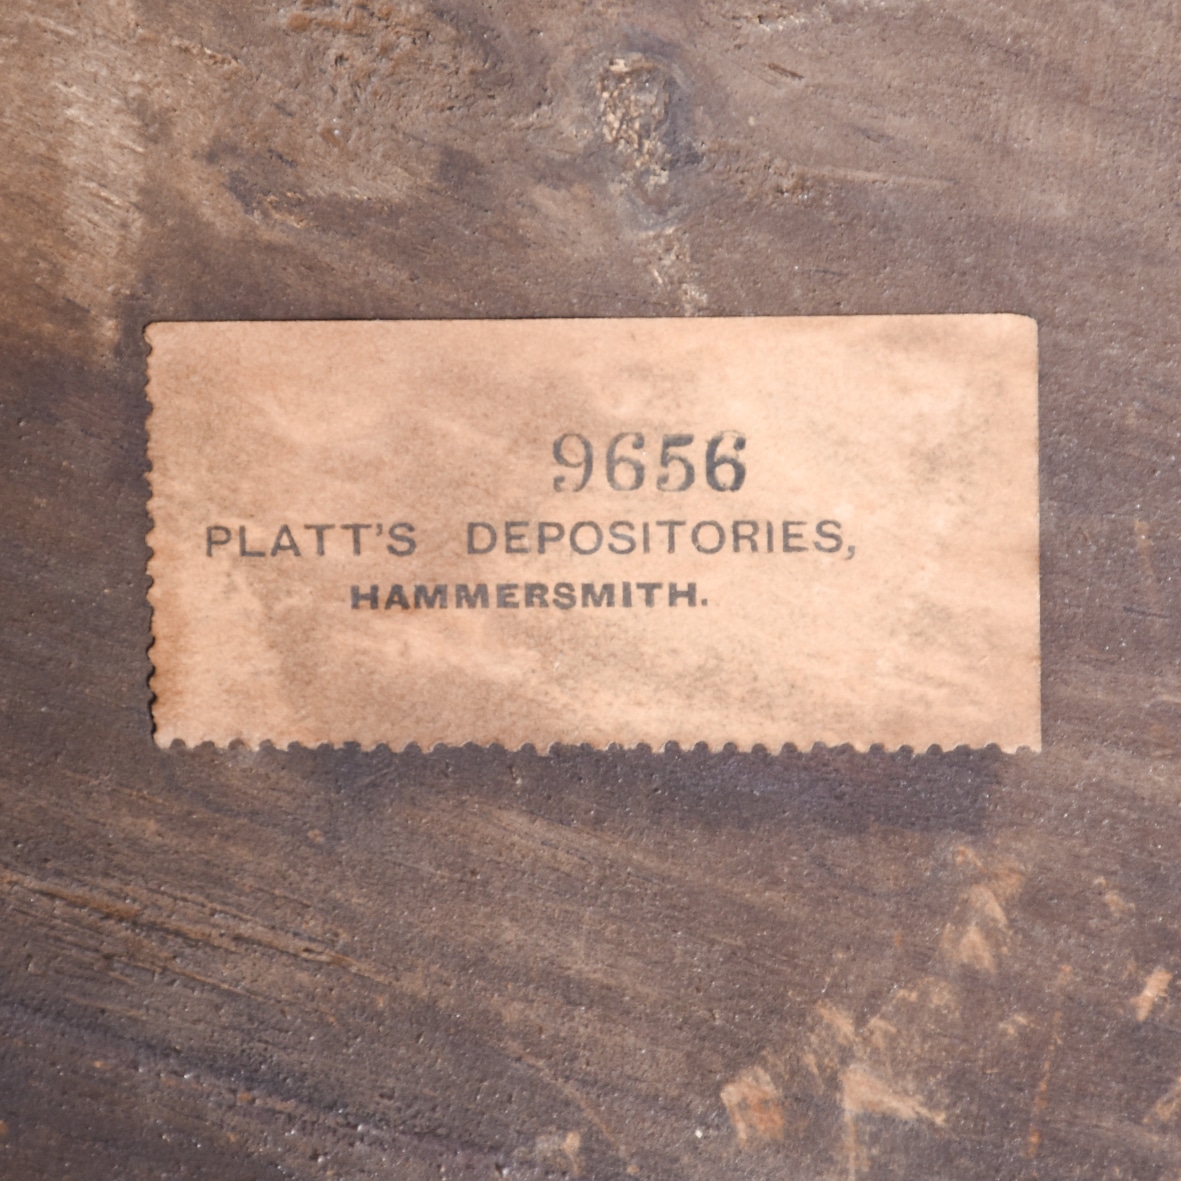 9656
PLATT'S DEPOSITORIES,
HAMMERSMITH.